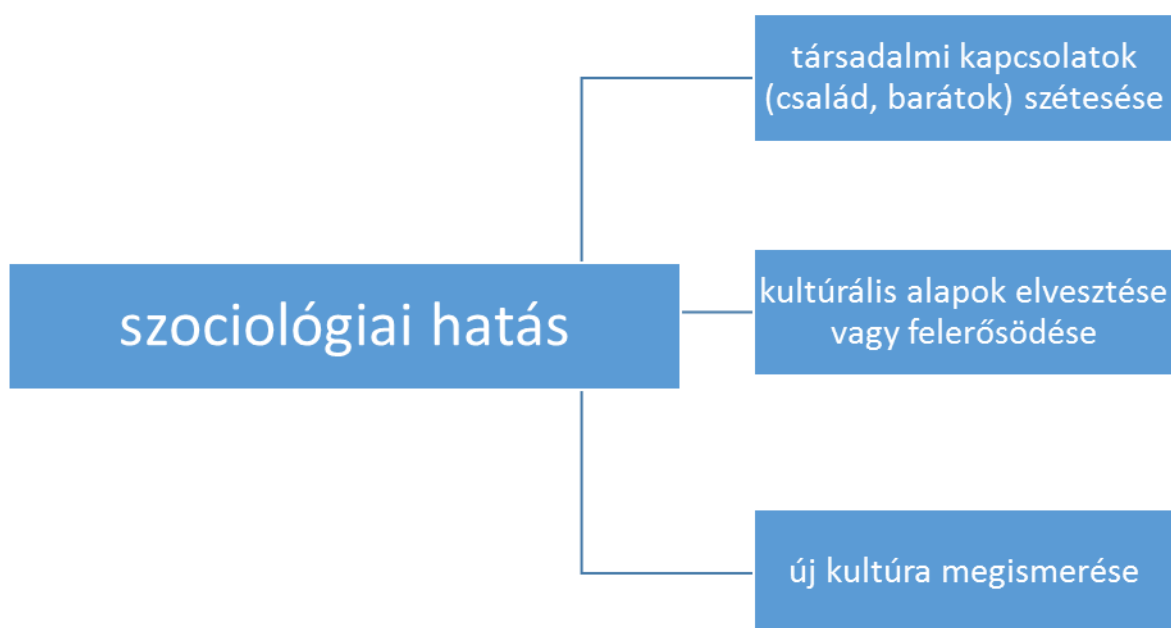 társadalmi kapcsolatok
(család, barátok) szétesése
szociológiai hatás
kultúrális alapok elvesztése
vagy felerősödése
új kultúra megismerése